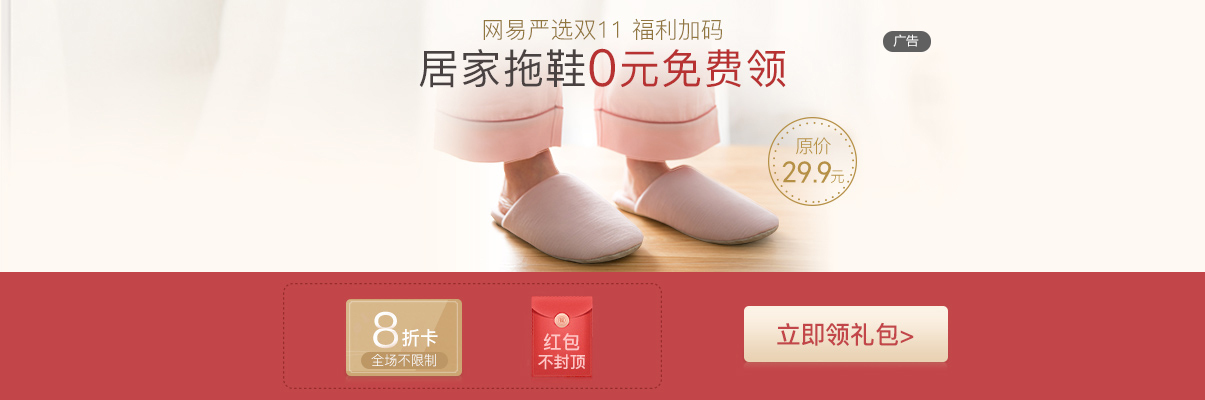 网易严选双11 福利加码
居家拖鞋0元免费领
广告
原价
29.9元
8折卡
全场不限制
红包
不封顶
立即领礼包>